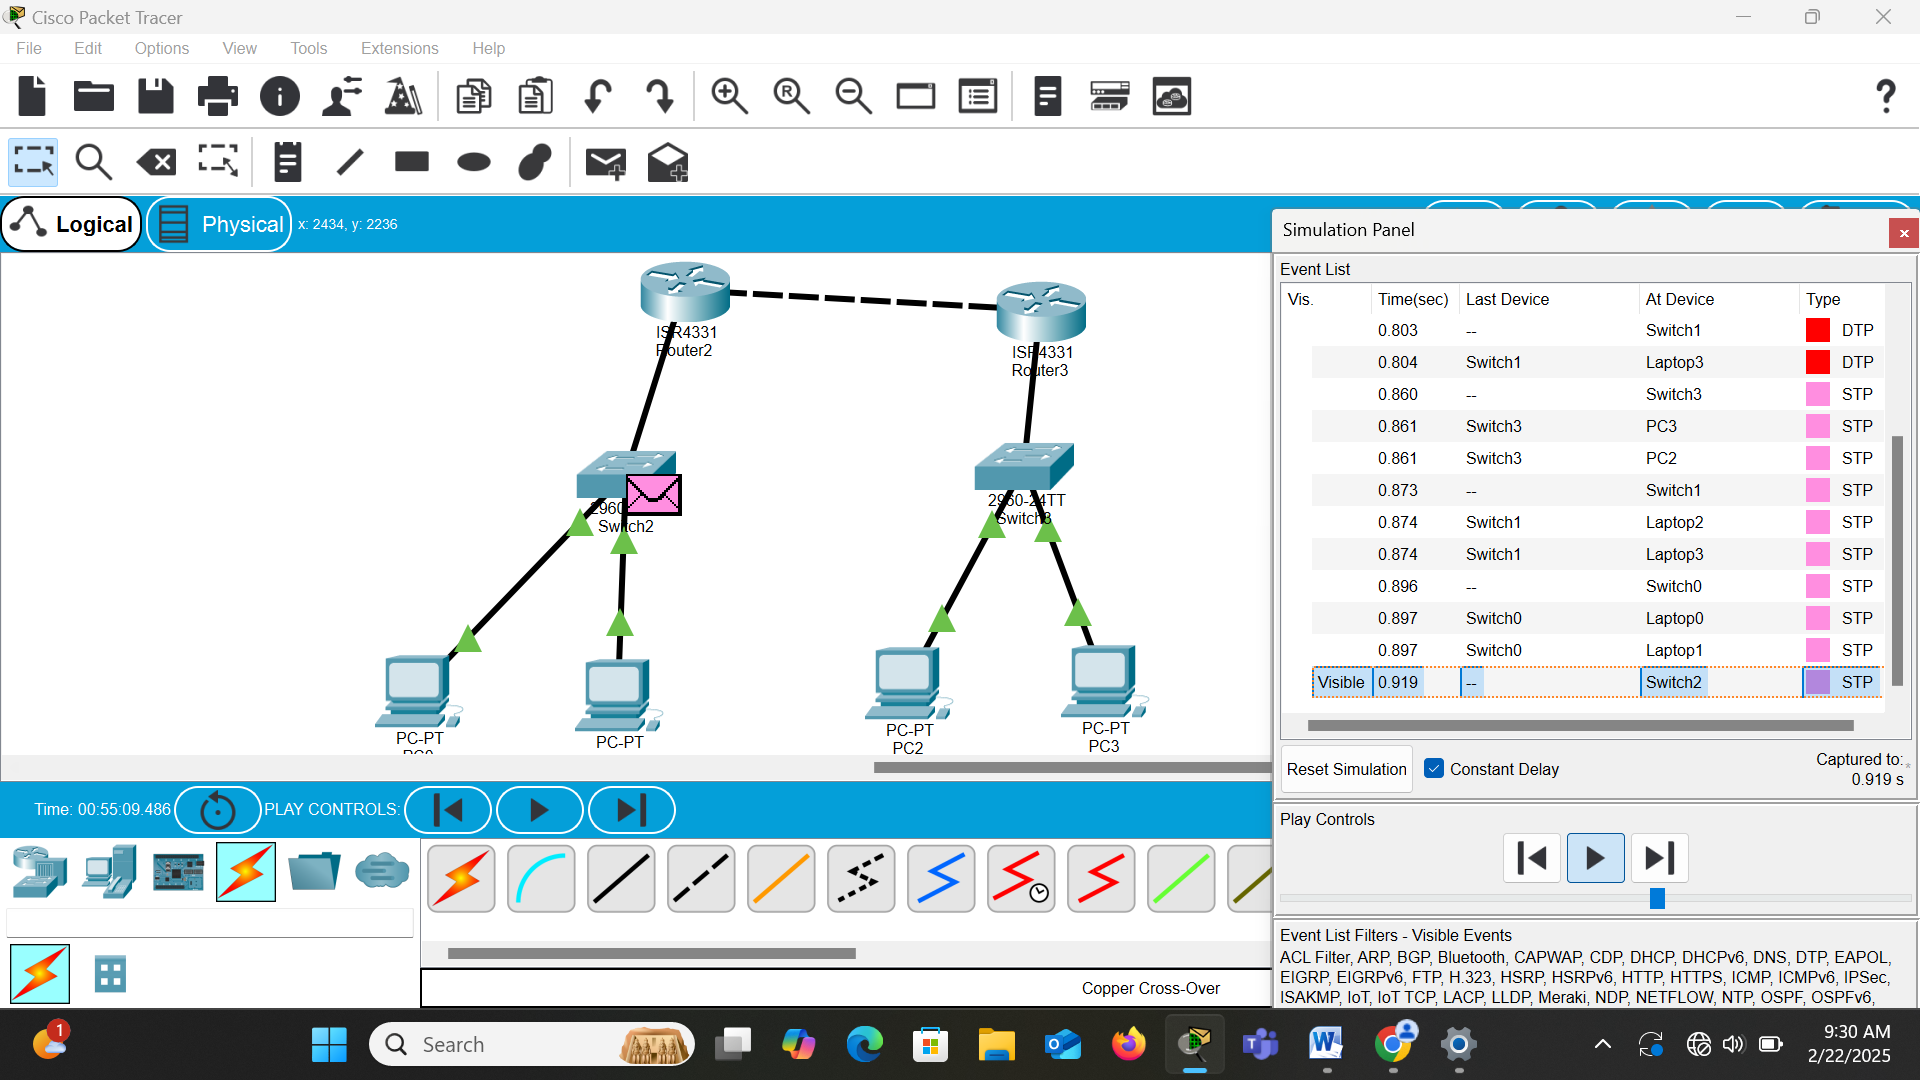 Cisco Packet Tracer
File Edit Options View Tools Extensions Help
Logical Physical x: 2434, y: 2236
ISR4331
Router2
ISR4331
Router3
2960
Switch2
2960-24TT
Switch3
PC-PT
PC0
PC-PT
PC-PT
PC2
PC-PT
PC3
Simulation Panel
x
Event List
Vis. Time(sec) Last Device At Device Type
0.803 -- Switch1 DTP
0.804 Switch1 Laptop3 DTP
0.860 -- Switch3 STP
0.861 Switch3 PC3 STP
0.861 Switch3 PC2 STP
0.873 -- Switch1 STP
0.874 Switch1 Laptop2 STP
0.874 Switch1 Laptop3 STP
0.896 -- Switch0 STP
0.897 Switch0 Laptop0 STP
0.897 Switch0 Laptop1 STP
Visible 0.919 -- Switch2 STP
Reset Simulation Constant Delay Captured to:*
0.919 s
Play Controls
Event List Filters - Visible Events
ACL Filter, ARP, BGP, Bluetooth, CAPWAP, CDP, DHCP, DHCPv6, DNS, DTP, EAPOL,
EIGRP, EIGRPv6, FTP, H.323, HSRP, HSRPv6, HTTP, HTTPS, ICMP, ICMPv6, IPSec,
ISAKMP, IoT, IoT TCP, LACP, LLDP, Meraki, NDP, NETFLOW, NTP, OSPF, OSPFv6,
Time: 00:55:09.486 PLAY CONTROLS:
Copper Cross-Over
1
Search
9:30 AM
2/22/2025